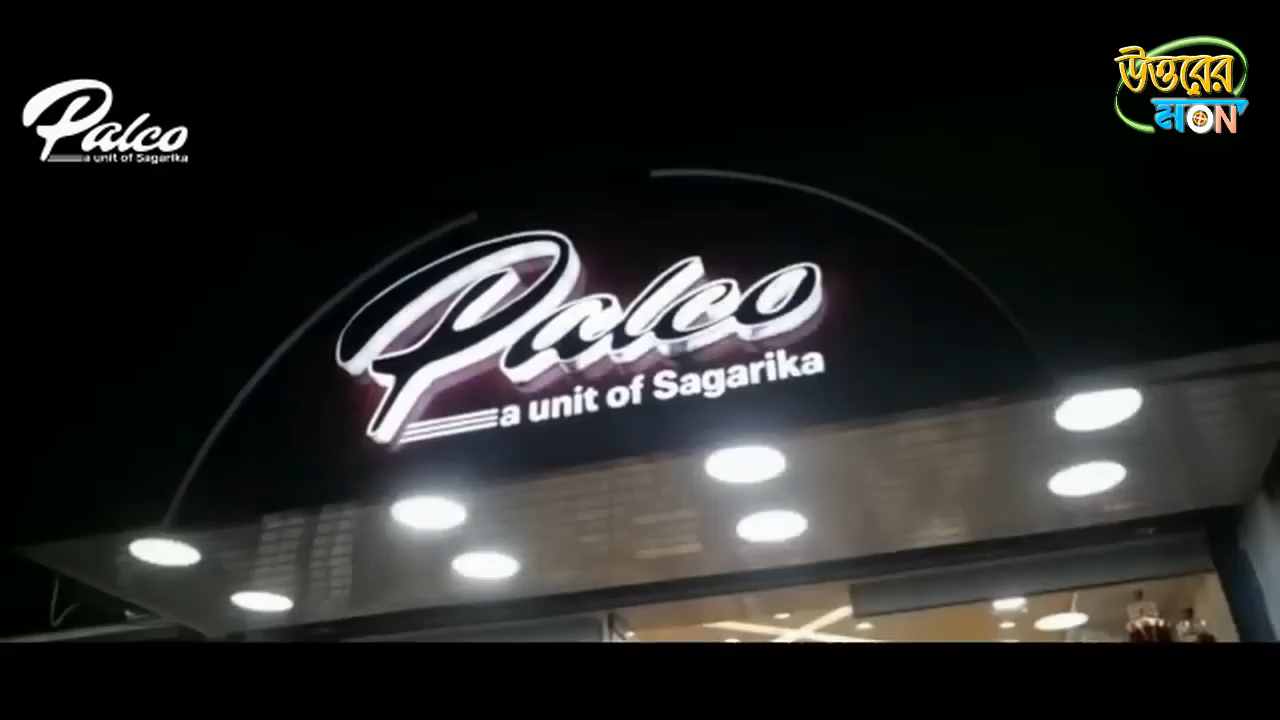 Palco
a unit of Sagarika
উত্তরের
মON
Palco
a unit of Sagarika